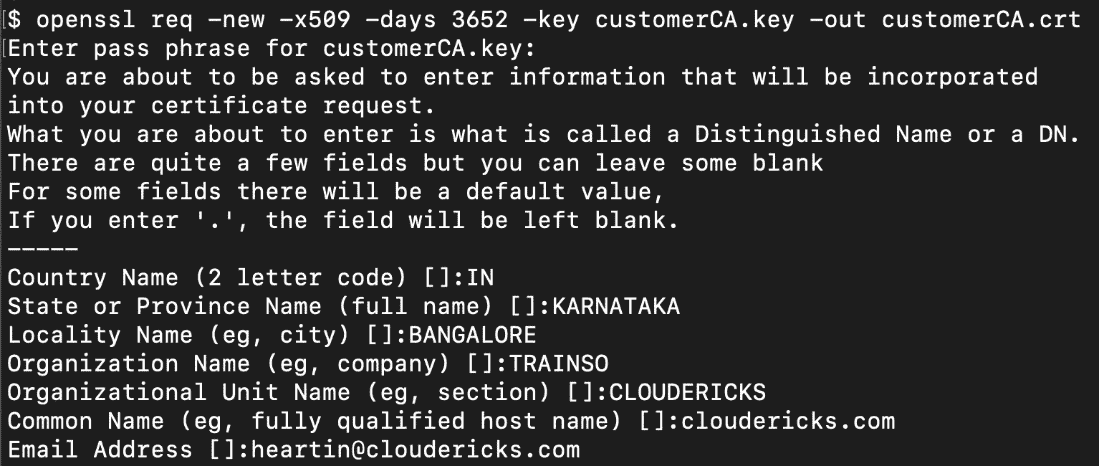 $ openssl req -new -x509 -days 3652 -key customerCA.key -out customerCA.crt
Enter pass phrase for customerCA.key:
You are about to be asked to enter information that will be incorporated
into your certificate request.
What you are about to enter is what is called a Distinguished Name or a DN.
There are quite a few fields but you can leave some blank
For some fields there will be a default value,
If you enter '.', the field will be left blank.
-----
Country Name (2 letter code) []:IN
State or Province Name (full name) []:KARNATAKA
Locality Name (eg, city) []:BANGALORE
Organization Name (eg, company) []:TRAINSO
Organizational Unit Name (eg, section) []:CLOUDERICKS
Common Name (eg, fully qualified host name) []:cloudericks.com
Email Address []:heartin@cloudericks.com